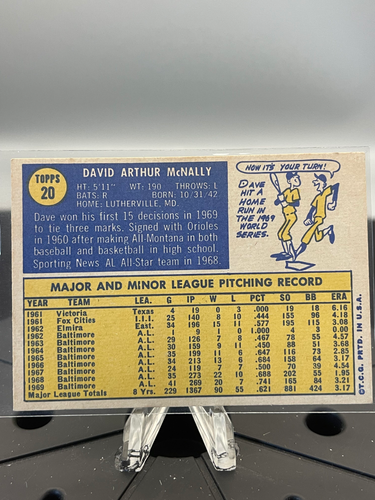 TOPPS
20
DAVID ARTHUR McNALLY
HT: 5'11" WT: 190 THROWS: L
BATS: R BORN: 10/31/42
HOME: LUTHERVILLE, MD.
Dave won his first 15 decisions in 1969
to tie three marks. Signed with Orioles
in 1960 after making All-Montana in both
baseball and basketball in high school.
Sporting News AL All-Star team in 1968.
NOW IT'S YOUR TURN!
DAVE
HIT A
HOME
RUN IN
THE 1969
WORLD
SERIES.
MAJOR AND MINOR LEAGUE PITCHING RECORD
YEAR TEAM LEA. G IP W L PCT SO BB ERA
1961 Victoria Texas 4 19 0 3 .000 15 19 6.16
1961 Fox Cities I.I.I. 25 140 8 10 .444 155 96 4.18
1962 Elmira East. 34 196 15 11 .577 195 115 3.08
1962 Baltimore A.L. 1 9 1 0 1.000 4 3 0.00
1963 Baltimore A.L. 29 126 7 8 .467 78 55 4.57
1964 Baltimore A.L. 30 159 9 11 .450 88 51 3.68
1965 Baltimore A.L. 35 199 11 6 .647 116 73 2.85
1966 Baltimore A.L. 34 213 13 6 .684 158 64 3.17
1967 Baltimore A.L. 24 119 7 7 .500 70 39 4.54
1968 Baltimore A.L. 35 273 22 10 .688 202 55 1.95
1969 Baltimore A.L. 41 269 20 7 .741 165 84 3.21
Major League Totals 8 Yrs. 229 1367 90 55 .621 881 424 3.17
©T.C.G. PRTD. IN U.S.A.